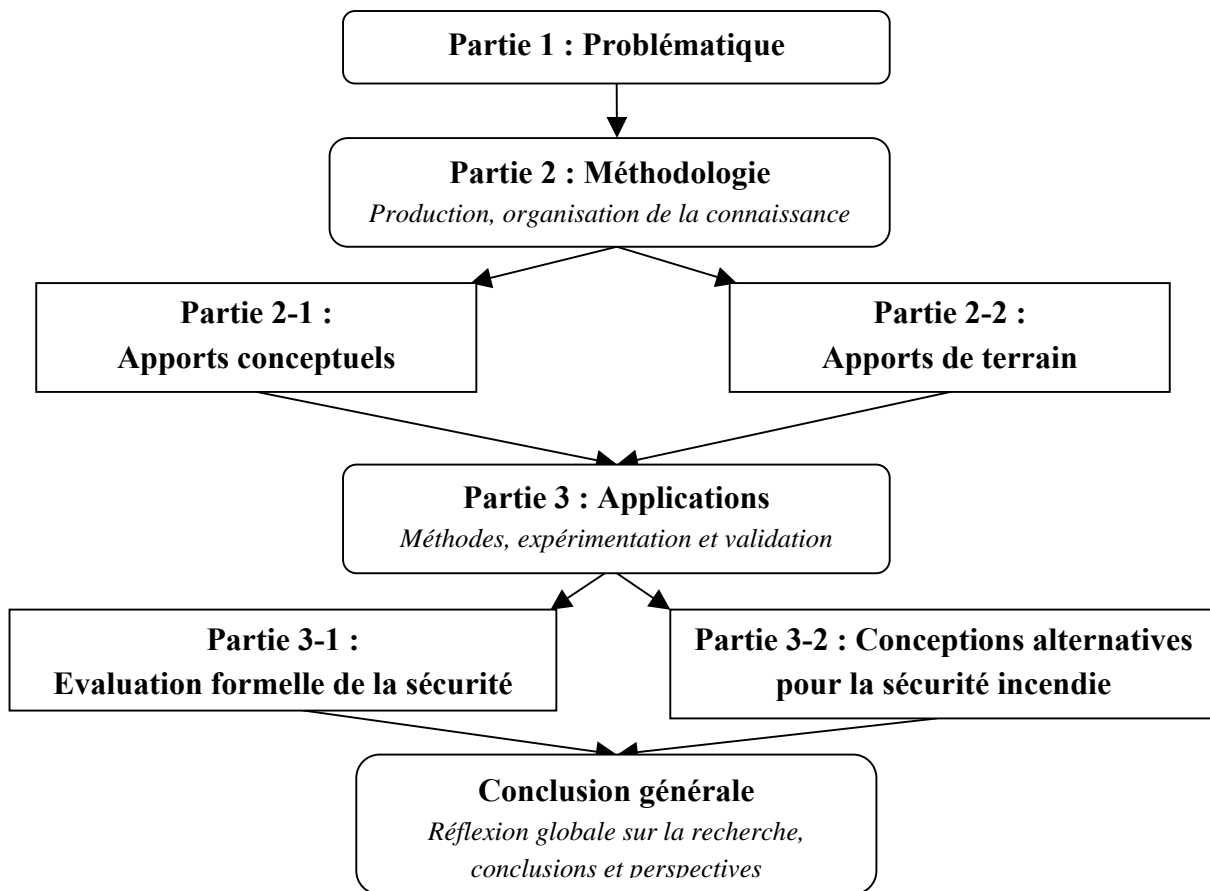 Partie 1 : Problématique
Partie 2 : Méthodologie
Production, organisation de la connaissance
Partie 2-1 :
Apports conceptuels
Partie 2-2 :
Apports de terrain
Partie 3 : Applications
Méthodes, expérimentation et validation
Partie 3-1 :
Evaluation formelle de la sécurité
Partie 3-2 : Conceptions alternatives
pour la sécurité incendie
Conclusion générale
Réflexion globale sur la recherche,
conclusions et perspectives